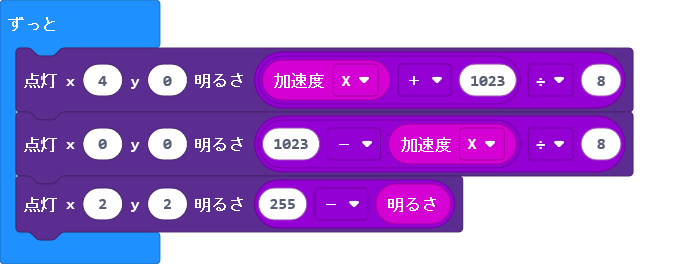 ずっと
点灯 x 4 y 0 明るさ 加速度 X + 1023 ÷ 8
点灯 x 0 y 0 明るさ 1023 - 加速度 X ÷ 8
点灯 x 2 y 2 明るさ 255 - 明るさ